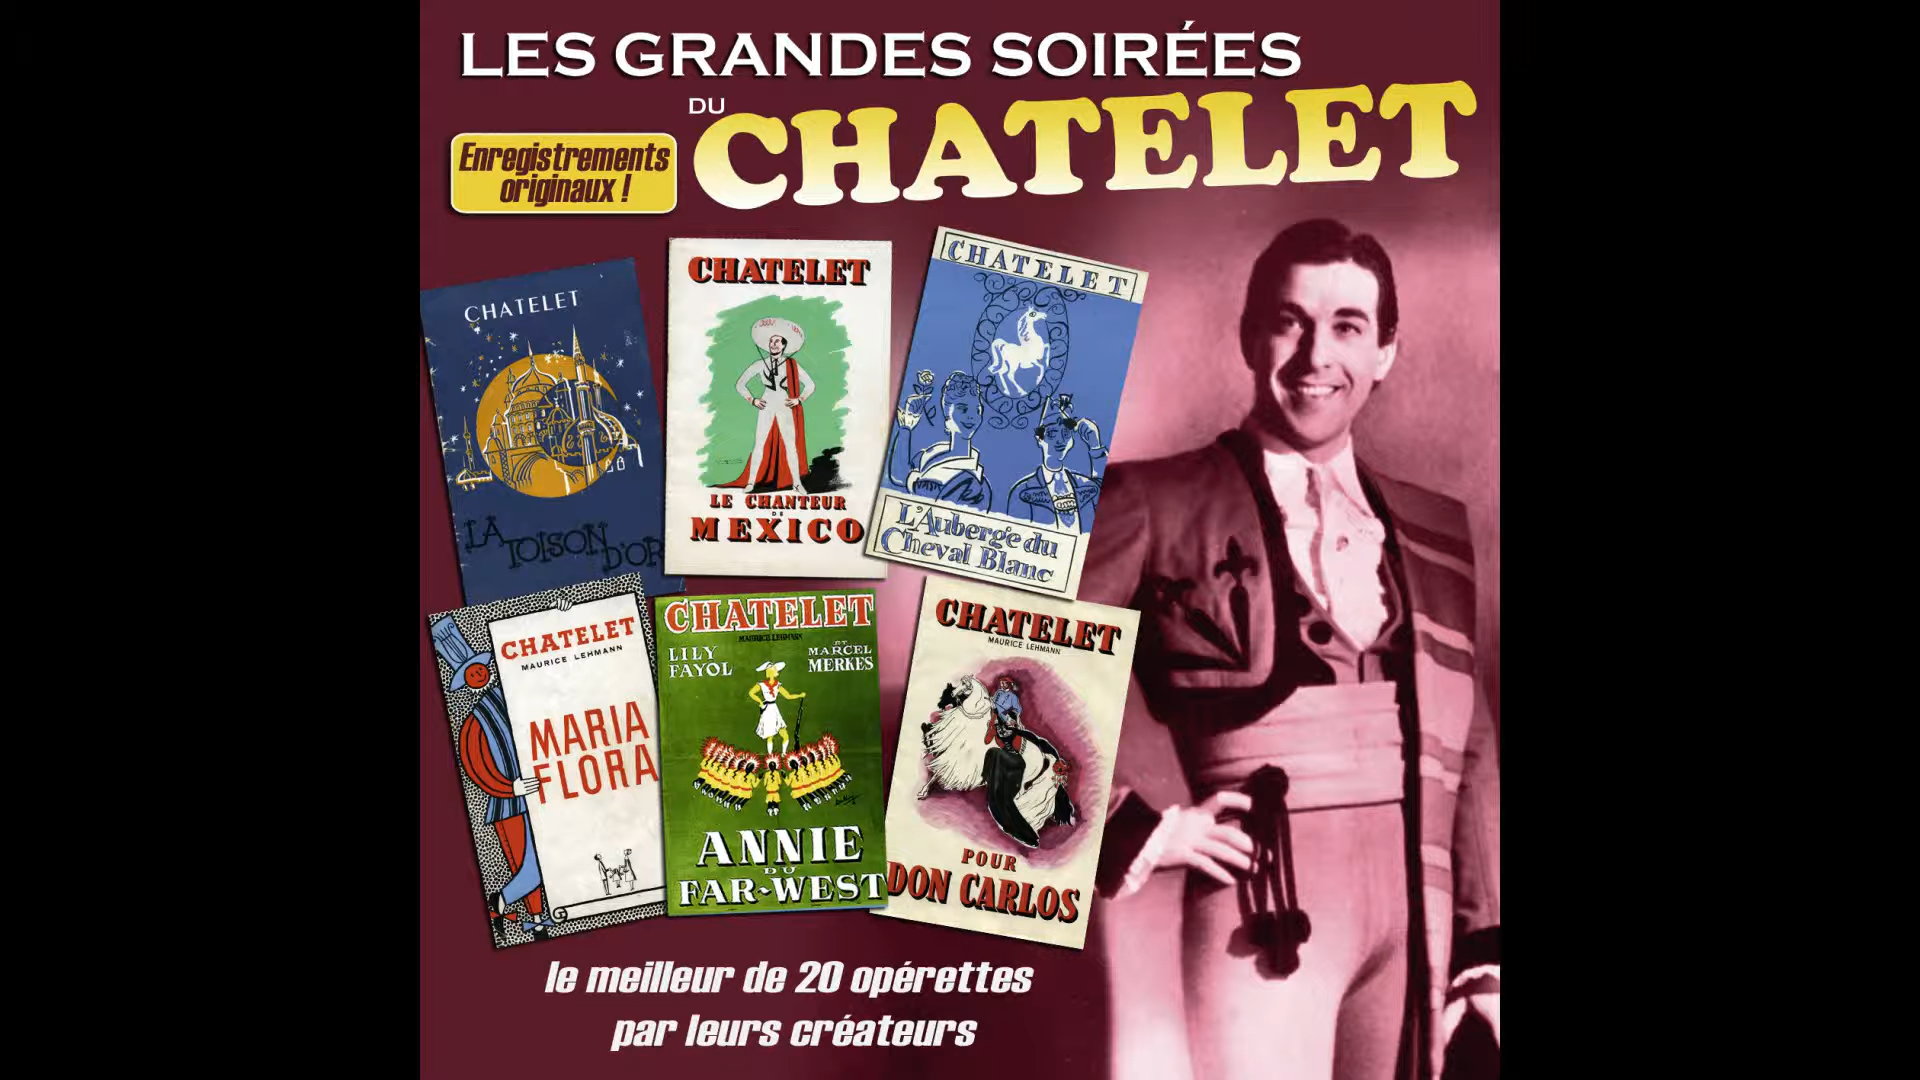 LES GRANDES SOIRÉES
DU
CHATELET
Enregistrements
originaux !
CHATELET
LA
TOISON
D'OR
CHATELET
LE CHANTEUR
DE
MEXICO
CHATELET
L'Auberge du
Cheval Blanc
CHATELET
MAURICE LEHMANN
MARIA
FLORA
CHATELET
MAURICE LEHMANN
LILY
FAYOL
ET
MARCEL
MERKES
ANNIE
DU
FAR-WEST
CHATELET
MAURICE LEHMANN
POUR
DON CARLOS
le meilleur de 20 opérettes
par leurs créateurs